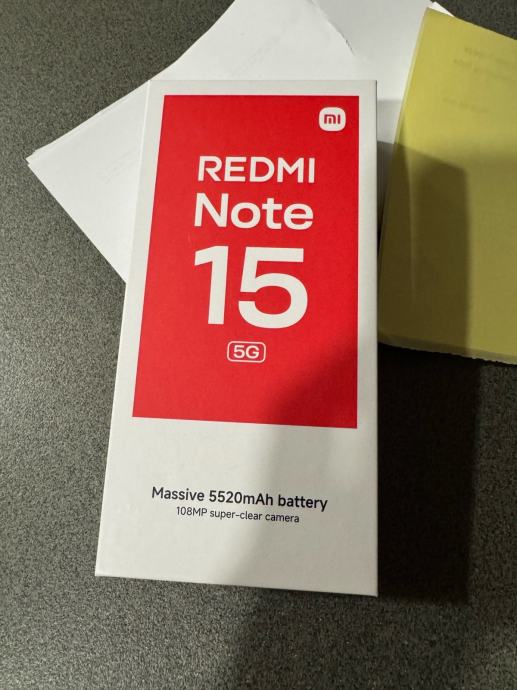 mi
REDMI
Note
15
5G
Massive 5520mAh battery
108MP super-clear camera